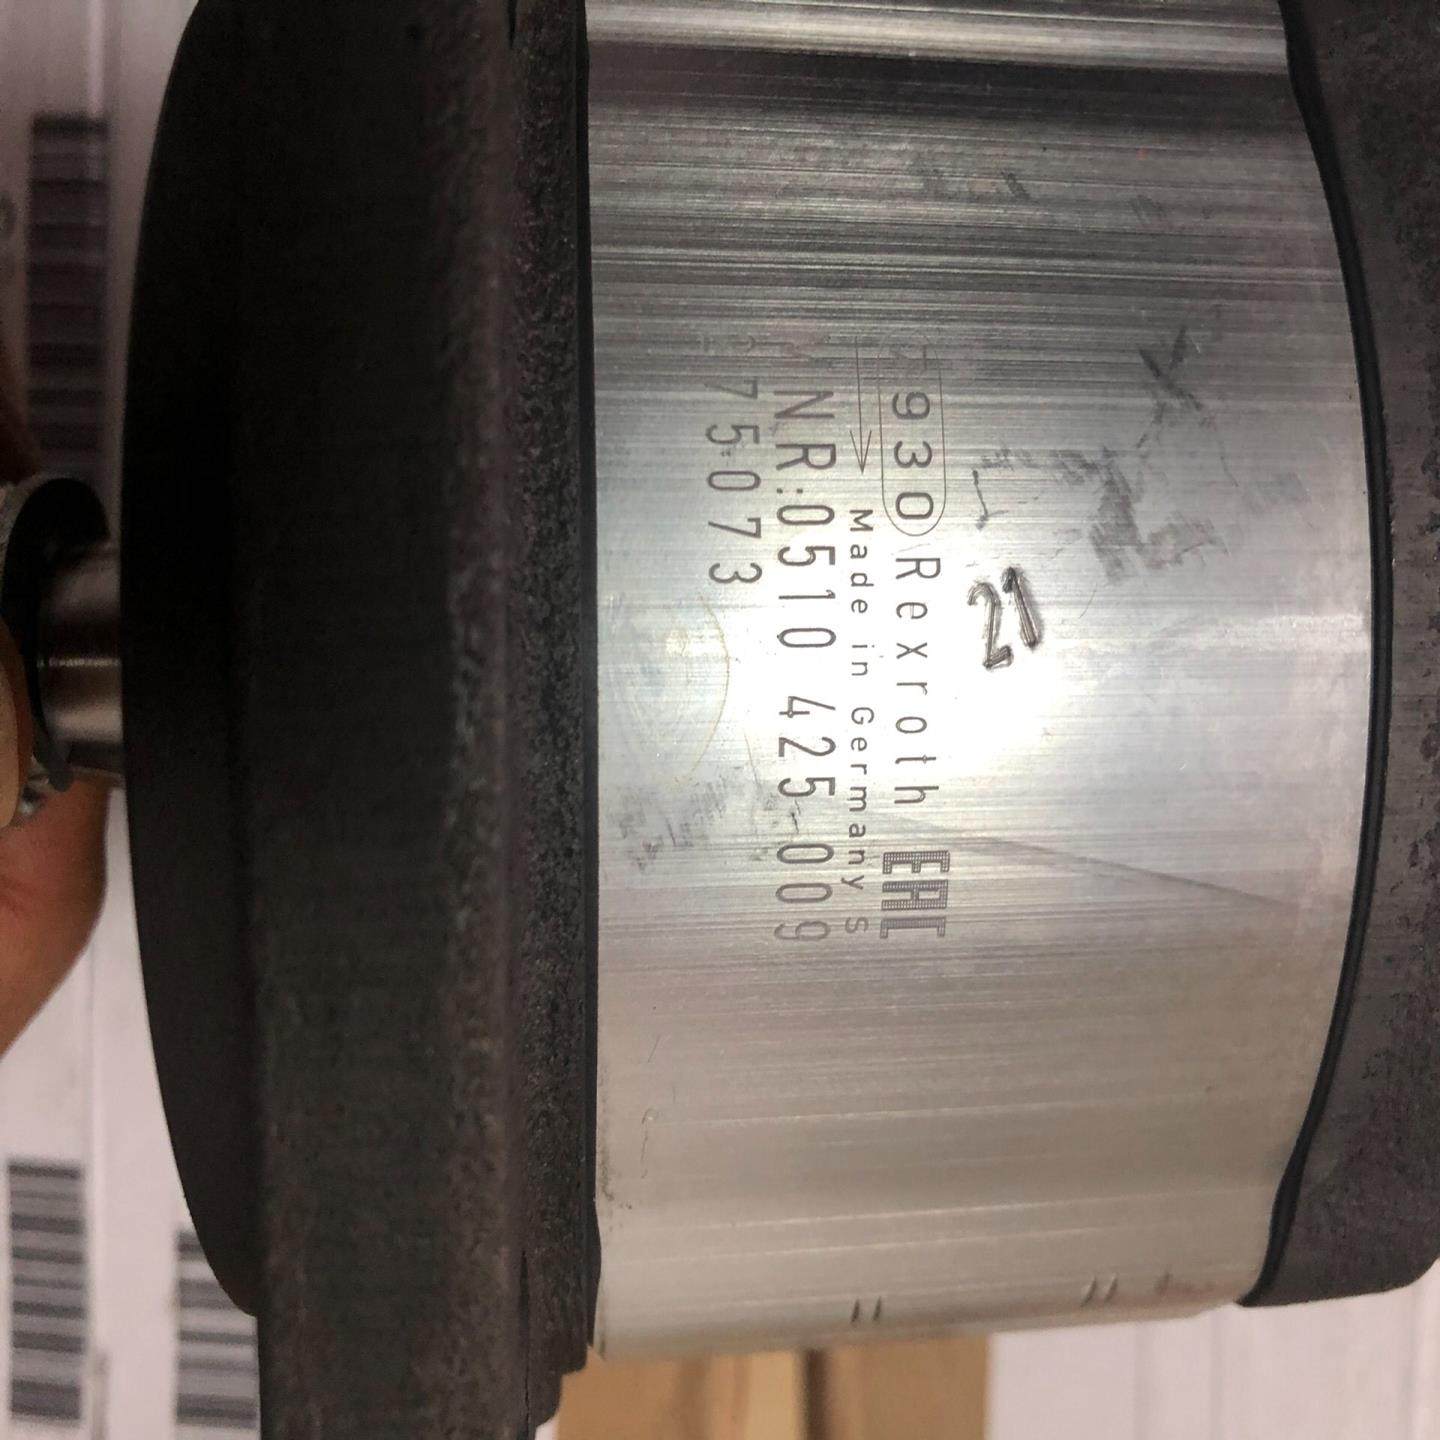 930 Rexroth EAC
Made in Germany S
NR:0510 425-009
75073
21